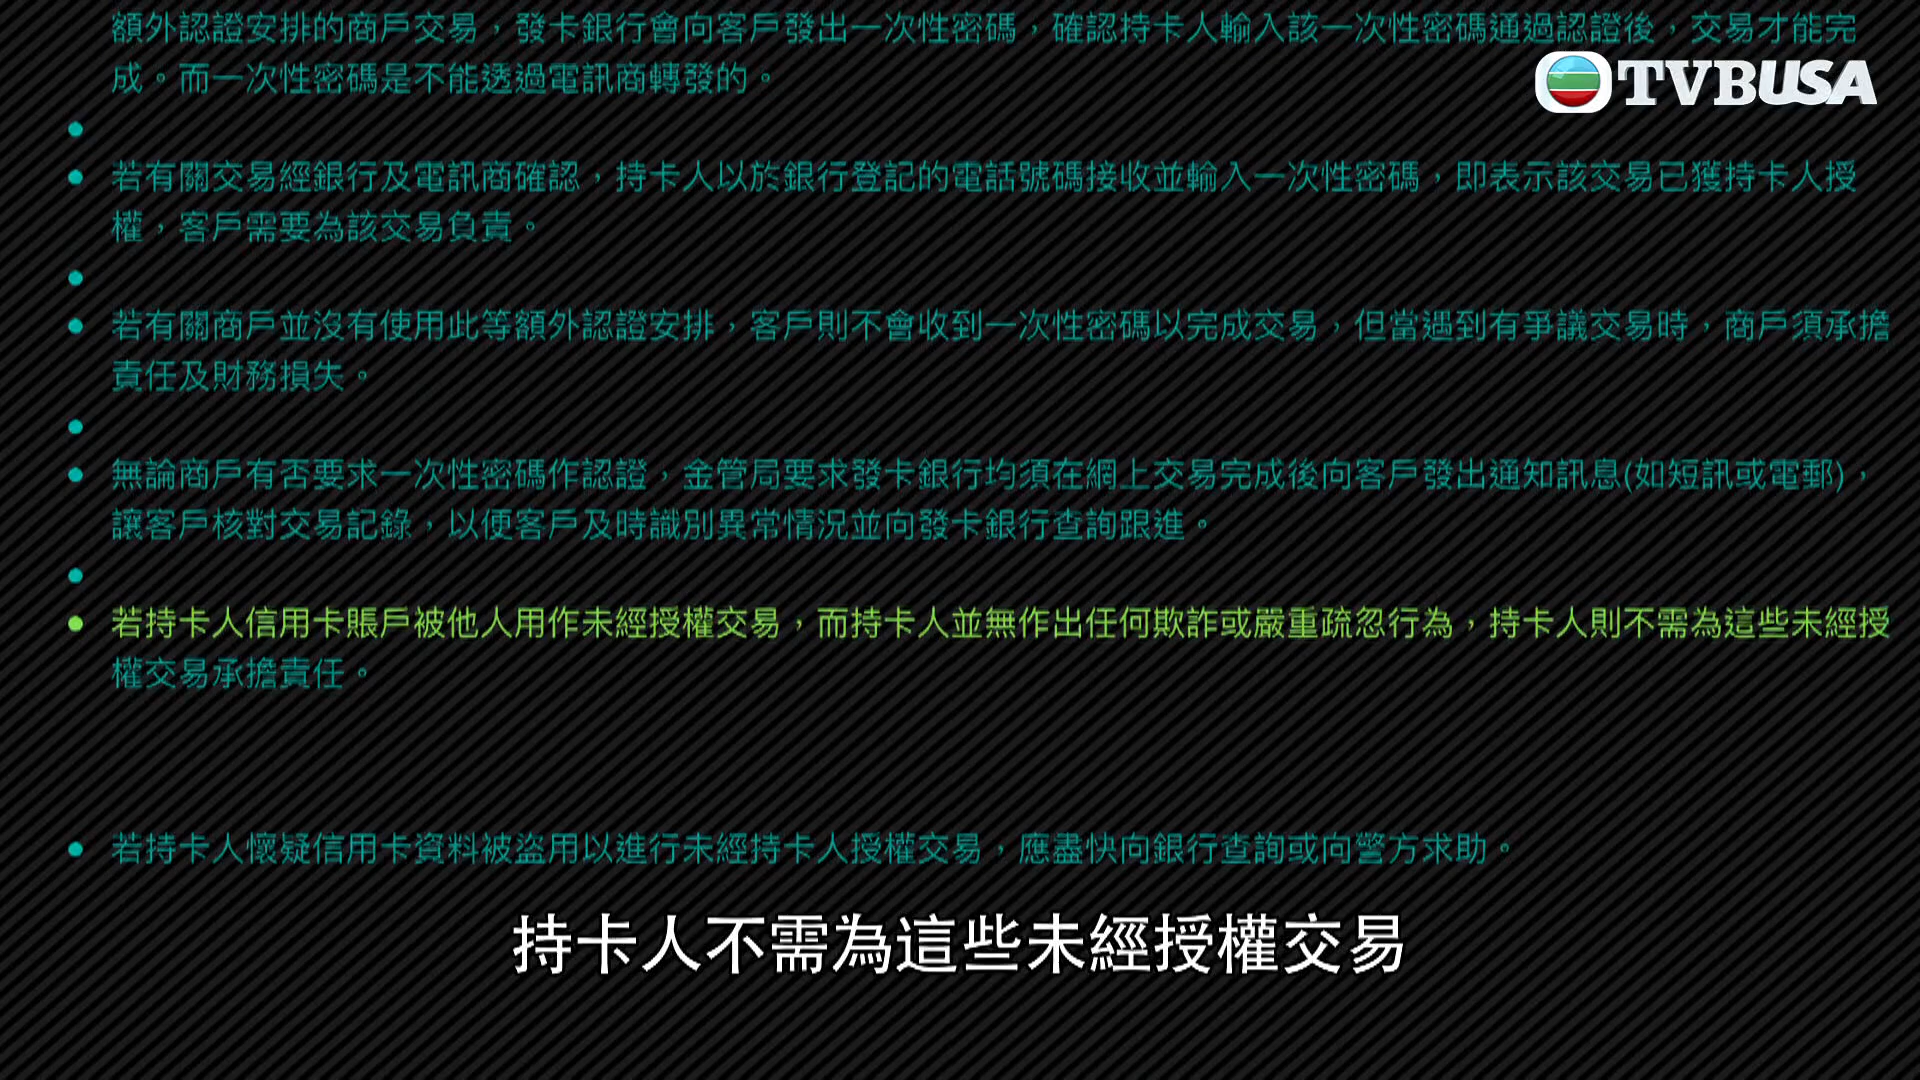 額外認證安排的商戶交易，發卡銀行會向客戶發出一次性密碼，確認持卡人輸入該一次性密碼通過認證後，交易才能完
成。而一次性密碼是不能透過電訊商轉發的。
TVBUSA
若有關交易經銀行及電訊商確認，持卡人以於銀行登記的電話號碼接收並輸入一次性密碼，即表示該交易已獲持卡人授
權，客戶需要為該交易負責。
若有關商戶並沒有使用此等額外認證安排，客戶則不會收到一次性密碼以完成交易，但當遇到有爭議交易時，商戶須承擔
責任及財務損失。
無論商戶有否要求一次性密碼作認證，金管局要求發卡銀行均須在網上交易完成後向客戶發出通知訊息(如短訊或電郵)，
讓客戶核對交易記錄，以便客戶及時識別異常情況並向發卡銀行查詢跟進。
若持卡人信用卡賬戶被他人用作未經授權交易，而持卡人並無作出任何欺詐或嚴重疏忽行為，持卡人則不需為這些未經授
權交易承擔責任。
若持卡人懷疑信用卡資料被盜用以進行未經持卡人授權交易，應盡快向銀行查詢或向警方求助。
持卡人不需為這些未經授權交易